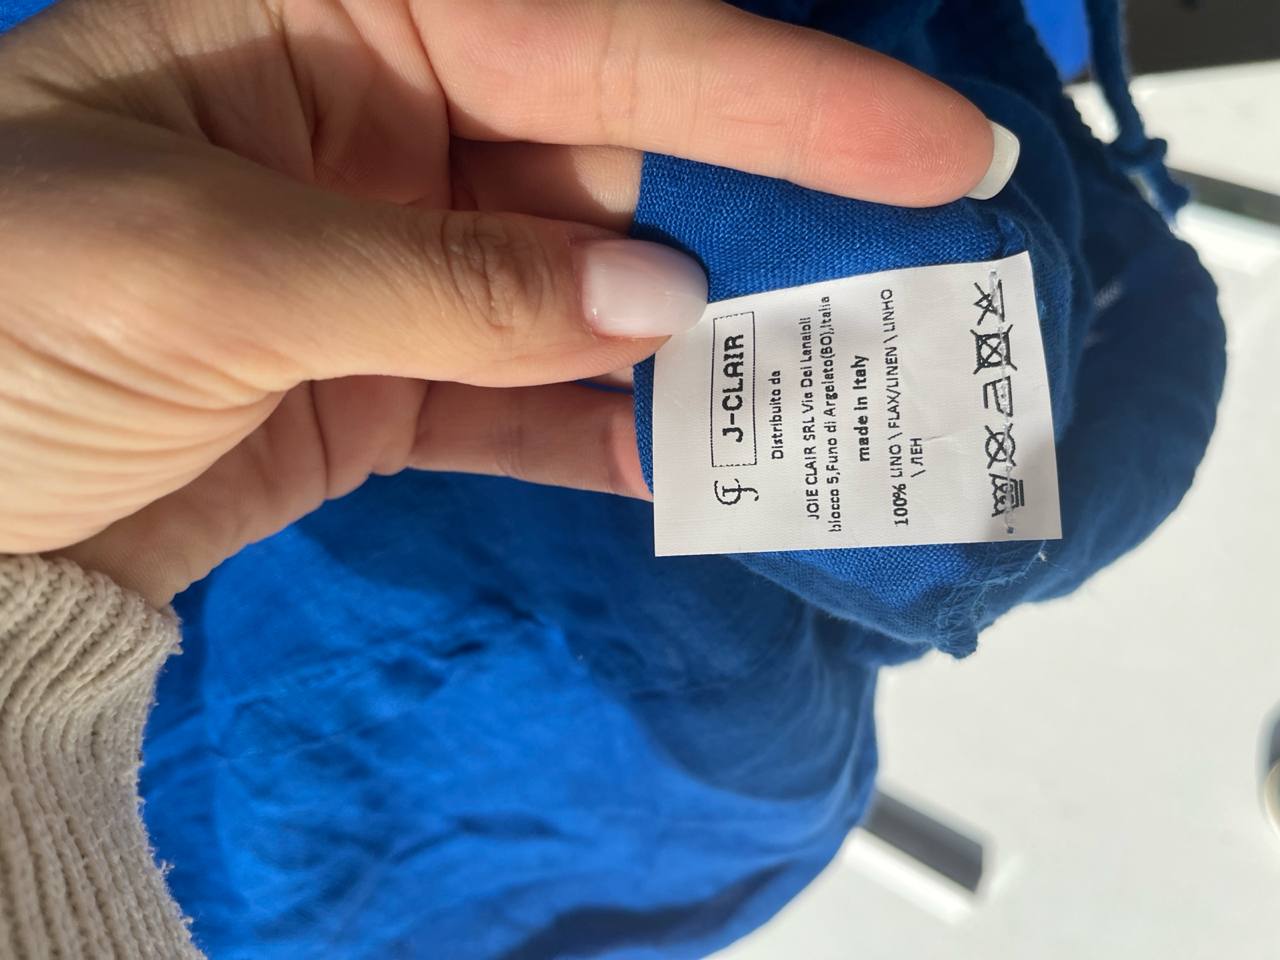 J-CLAIR
Distribuito da
JOIE CLAIR SRL Via Dei Lanaioli
blocco 5,Funo di Argelato(BO),Italia
made in Italy
100% LINO \ FLAX/LINEN \ LINHO
\ ЛЕН